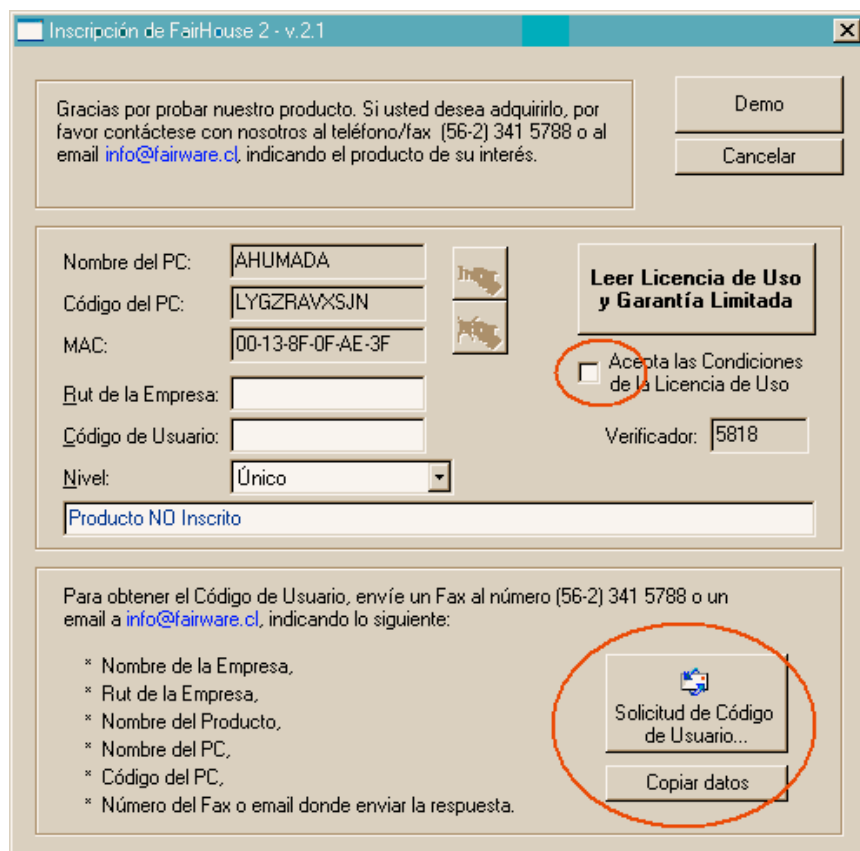 Inscripción de FairHouse 2 - v.2.1
Gracias por probar nuestro producto. Si usted desea adquirirlo, por
favor contáctese con nosotros al teléfono/fax (56-2) 341 5788 o al
email info@fairware.cl, indicando el producto de su interés.
Demo
Cancelar
Nombre del PC: AHUMADA
Código del PC: LYGZRAVXSJN
MAC: 00-13-8F-0F-AE-3F
Rut de la Empresa:
Código de Usuario:
Nivel: Único
Leer Licencia de Uso
y Garantía Limitada
Acepta las Condiciones
de la Licencia de Uso
Verificador: 5818
Producto NO Inscrito
Para obtener el Código de Usuario, envíe un Fax al número (56-2) 341 5788 o un
email a info@fairware.cl, indicando lo siguiente:
* Nombre de la Empresa,
* Rut de la Empresa,
* Nombre del Producto,
* Nombre del PC,
* Código del PC,
* Número del Fax o email donde enviar la respuesta.
Solicitud de Código
de Usuario...
Copiar datos